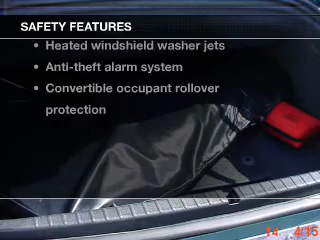 SAFETY FEATURES
• Heated windshield washer jets
• Anti-theft alarm system
• Convertible occupant rollover
protection
14 4:15